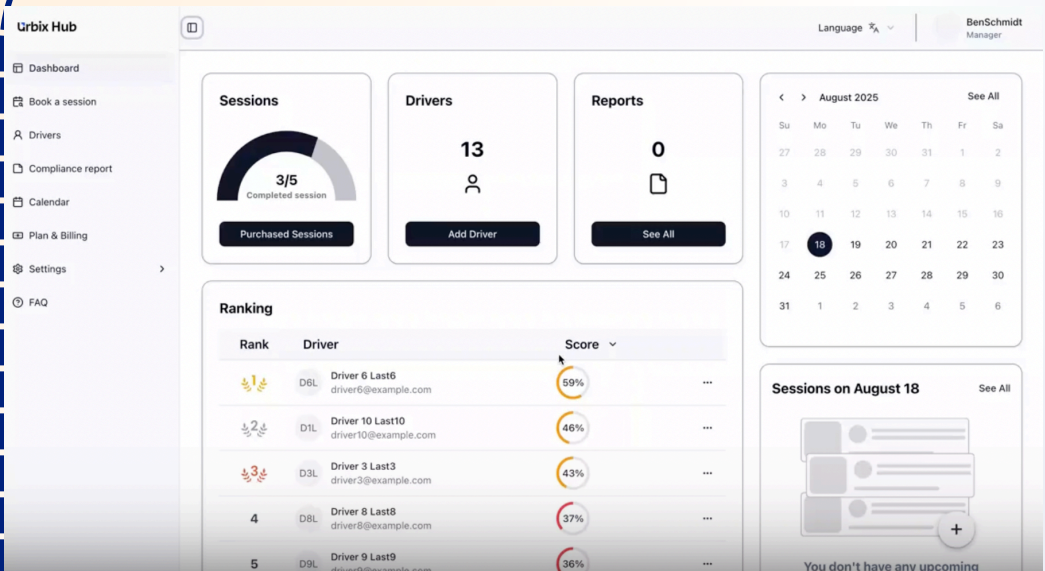 Urbix Hub
Dashboard
Book a session
Drivers
Compliance report
Calendar
Plan & Billing
Settings
FAQ
Language
BenSchmidt
Manager
Sessions
3/5
Completed session
Purchased Sessions
Drivers
13
Add Driver
Reports
0
See All
Ranking
Rank Driver Score
1 D6L Driver 6 Last6 59% ...
driver6@example.com
2 D1L Driver 10 Last10 46% ...
driver10@example.com
3 D3L Driver 3 Last3 43% ...
driver3@example.com
4 D8L Driver 8 Last8 37% ...
driver8@example.com
5 D9L Driver 9 Last9 36% ...
driver9@example.com
August 2025 See All
Su Mo Tu We Th Fr Sa
27 28 29 30 31 1 2
3 4 5 6 7 8 9
10 11 12 13 14 15 16
17 18 19 20 21 22 23
24 25 26 27 28 29 30
31 1 2 3 4 5 6
Sessions on August 18 See All
You don't have any upcoming